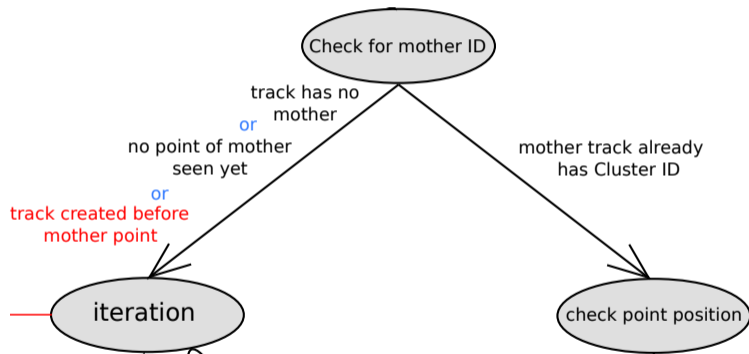 Check for mother ID
track has no
mother
or
no point of mother
seen yet
or
track created before
mother point
mother track already
has Cluster ID
iteration
check point position